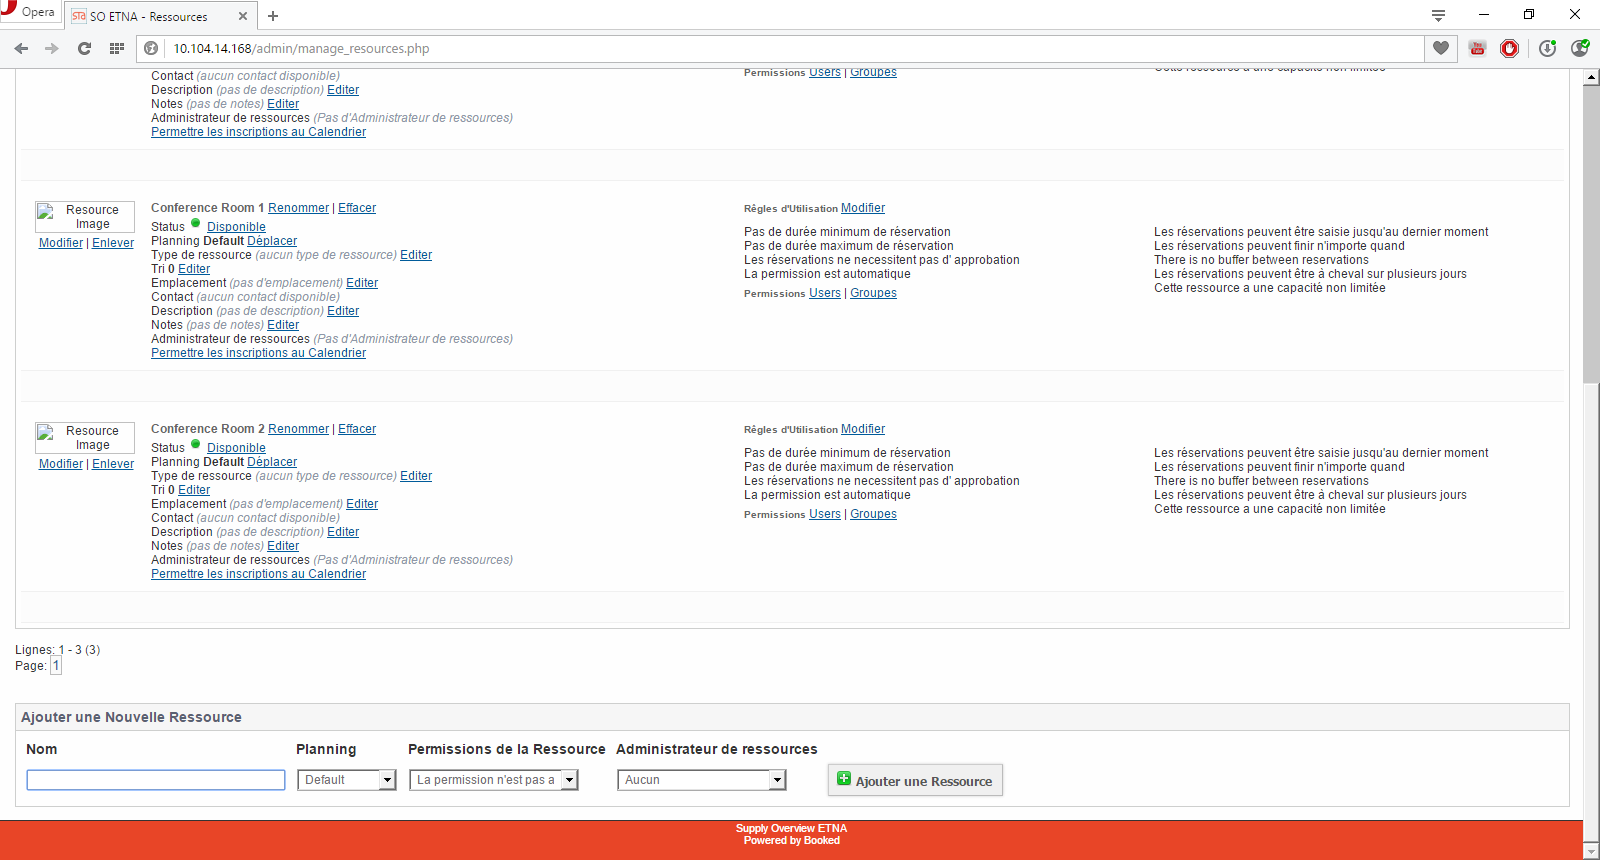 Opera
SO ETNA - Ressources
10.104.14.168/admin/manage_resources.php
Contact (aucun contact disponible)
Description (pas de description) Editer
Notes (pas de notes) Editer
Administrateur de ressources (Pas d'Administrateur de ressources)
Permettre les inscriptions au Calendrier
Permissions Users | Groupes
Cette ressource a une capacité non limitée
Resource Image
Modifier | Enlever
Conference Room 1 Renommer | Effacer
Status Disponible
Planning Default Déplacer
Type de ressource (aucun type de ressource) Editer
Tri 0 Editer
Emplacement (pas d'emplacement) Editer
Contact (aucun contact disponible)
Description (pas de description) Editer
Notes (pas de notes) Editer
Administrateur de ressources (Pas d'Administrateur de ressources)
Permettre les inscriptions au Calendrier
Rêgles d'Utilisation Modifier
Pas de durée minimum de réservation
Pas de durée maximum de réservation
Les réservations ne necessitent pas d' approbation
La permission est automatique
Permissions Users | Groupes
Les réservations peuvent être saisie jusqu'au dernier moment
Les réservations peuvent finir n'importe quand
There is no buffer between reservations
Les réservations peuvent être à cheval sur plusieurs jours
Cette ressource a une capacité non limitée
Resource Image
Modifier | Enlever
Conference Room 2 Renommer | Effacer
Status Disponible
Planning Default Déplacer
Type de ressource (aucun type de ressource) Editer
Tri 0 Editer
Emplacement (pas d'emplacement) Editer
Contact (aucun contact disponible)
Description (pas de description) Editer
Notes (pas de notes) Editer
Administrateur de ressources (Pas d'Administrateur de ressources)
Permettre les inscriptions au Calendrier
Rêgles d'Utilisation Modifier
Pas de durée minimum de réservation
Pas de durée maximum de réservation
Les réservations ne necessitent pas d' approbation
La permission est automatique
Permissions Users | Groupes
Les réservations peuvent être saisie jusqu'au dernier moment
Les réservations peuvent finir n'importe quand
There is no buffer between reservations
Les réservations peuvent être à cheval sur plusieurs jours
Cette ressource a une capacité non limitée
Lignes: 1 - 3 (3)
Page: 1
Ajouter une Nouvelle Ressource
Nom Planning Permissions de la Ressource Administrateur de ressources
Default La permission n'est pas a Aucun Ajouter une Ressource
Supply Overview ETNA
Powered by Booked